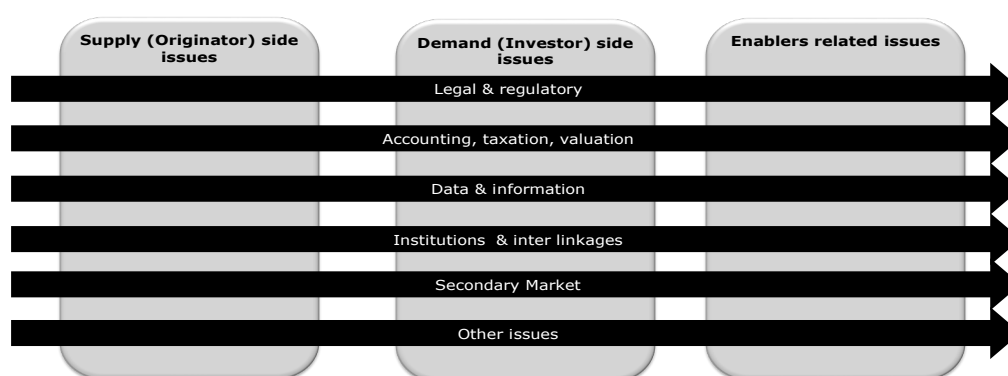 Supply (Originator) side
issues
Demand (Investor) side
issues
Enablers related issues
Legal & regulatory
Accounting, taxation, valuation
Data & information
Institutions & inter linkages
Secondary Market
Other issues